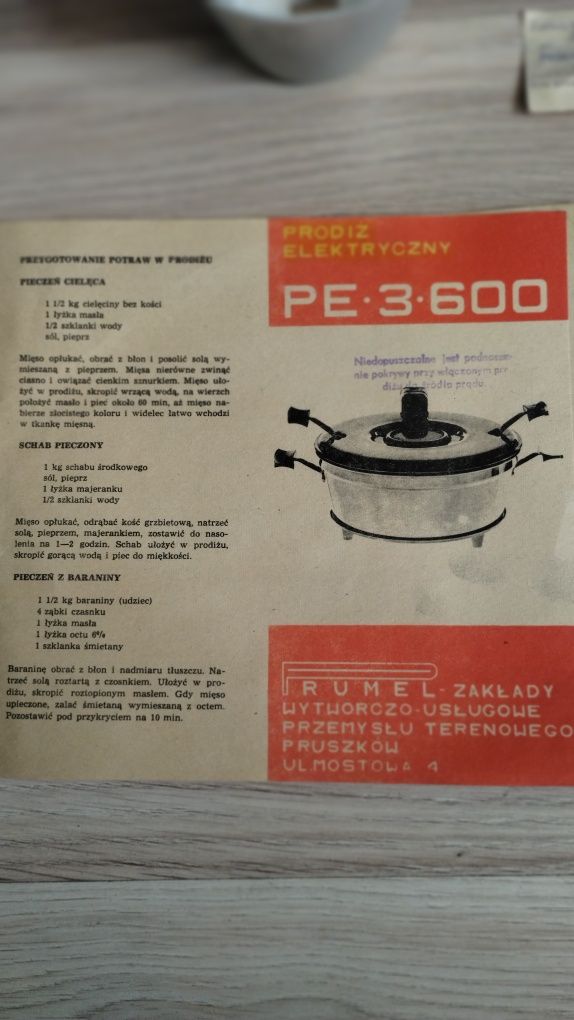 PRZYGOTOWANIE POTRAW W PRODIŻU
PIECZEŃ CIELĘCA
1 1/2 kg cielęciny bez kości
1 łyżka masła
1/2 szklanki wody
sól, pieprz
Mięso opłukać, obrać z błon i posolić solą wy-
mieszaną z pieprzem. Mięsa nierówne zwinąć
ciasno i owiązać cienkim sznurkiem. Mięso uło-
żyć w prodiżu, skropić wrzącą wodą, na wierzch
położyć masło i piec około 60 min, aż mięso na-
bierze złocistego koloru i widelec łatwo wchodzi
w tkankę mięsną.
SCHAB PIECZONY
1 kg schabu środkowego
sól, pieprz
1 łyżka majeranku
1/2 szklanki wody
Mięso opłukać, odrąbać kość grzbietową, natrzeć
solą, pieprzem, majerankiem, zostawić do naso-
lenia na 1—2 godzin. Schab ułożyć w prodiżu,
skropić gorącą wodą i piec do miękkości.
PIECZEŃ Z BARANINY
1 1/2 kg baraniny (udziec)
4 ząbki czasnku
1 łyżka masła
1 łyżka octu 6%
1 szklanka śmietany
Baraninę obrać z błon i nadmiaru tłuszczu. Na-
trzeć solą roztartą z czosnkiem. Ułożyć w pro-
diżu, skropić roztopionym masłem. Gdy mięso
upieczone, zalać śmietaną wymieszaną z octem.
Pozostawić pod przykryciem na 10 min.
PRODIŻ
ELEKTRYCZNY
PE·3·600
Niedopuszczalne jest podnosze-
nie pokrywy przy włączonym pr
diżu do źródła prądu.
PRUMEL-ZAKŁADY
WYTWÓRCZO-USŁUGOWE
PRZEMYSŁU TERENOWEGO
PRUSZKÓW
UL.MOSTOWA 4